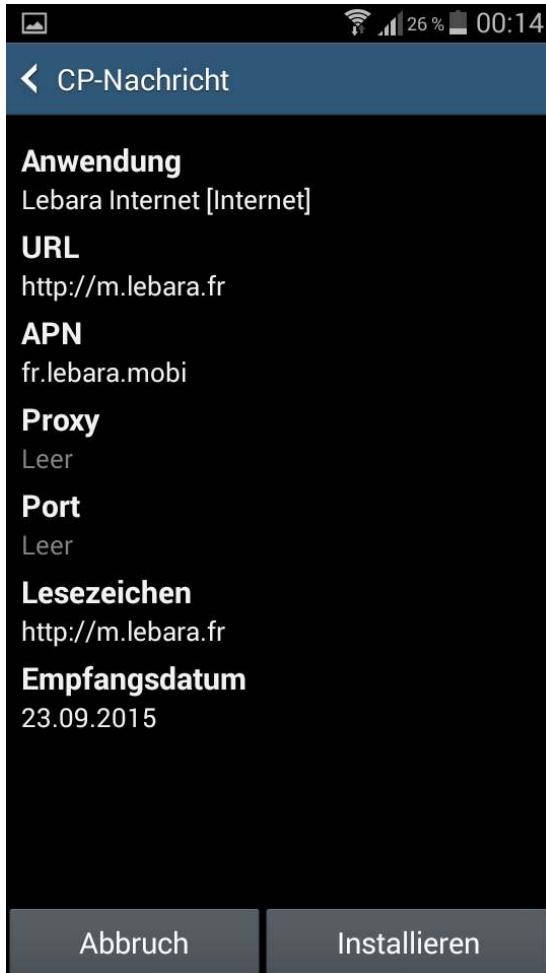 26 % 00:14
CP-Nachricht
Anwendung
Lebara Internet [Internet]
URL
http://m.lebara.fr
APN
fr.lebara.mobi
Proxy
Leer
Port
Leer
Lesezeichen
http://m.lebara.fr
Empfangsdatum
23.09.2015
Abbruch Installieren